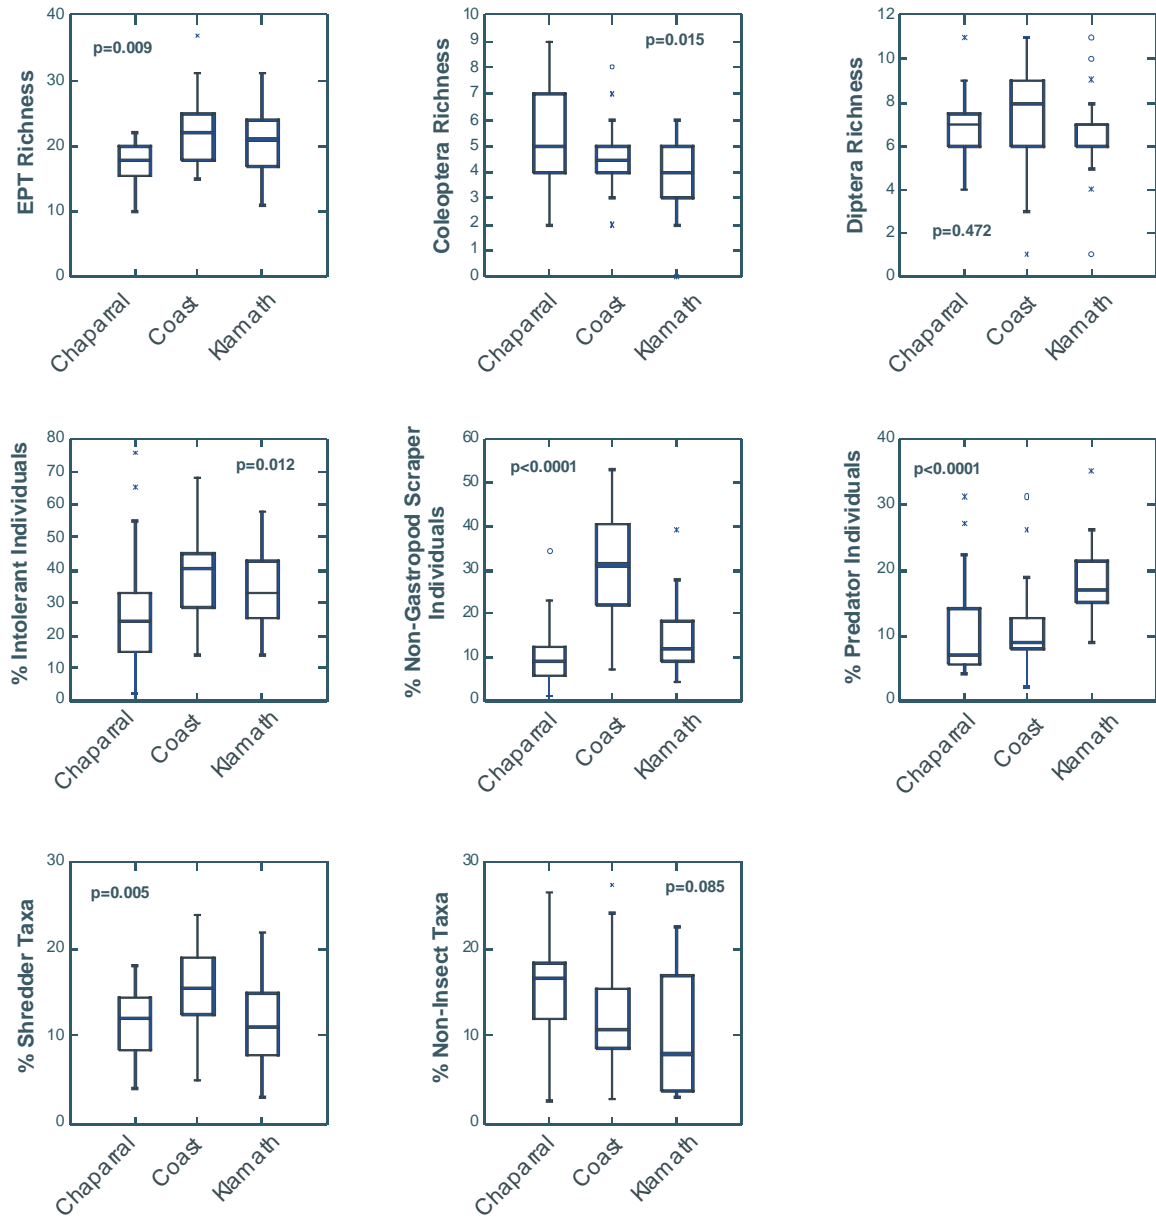 EPT Richness
40
30
20
10
0
p=0.009
Chaparral
Coast
Klamath
Coleoptera Richness
10
9
8
7
6
5
4
3
2
1
0
p=0.015
Chaparral
Coast
Klamath
Diptera Richness
12
10
8
6
4
2
0
p=0.472
Chaparral
Coast
Klamath
% Intolerant Individuals
80
70
60
50
40
30
20
10
0
p=0.012
Chaparral
Coast
Klamath
% Non-Gastropod Scraper
Individuals
60
50
40
30
20
10
0
p<0.0001
Chaparral
Coast
Klamath
% Predator Individuals
40
30
20
10
0
p<0.0001
Chaparral
Coast
Klamath
% Shredder Taxa
30
20
10
0
p=0.005
Chaparral
Coast
Klamath
% Non-Insect Taxa
30
20
10
0
p=0.085
Chaparral
Coast
Klamath